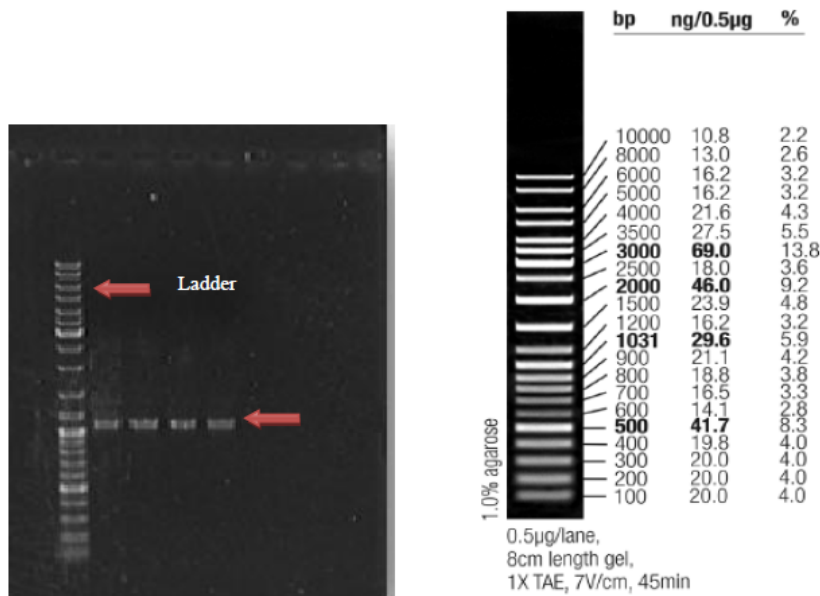 Ladder
bp ng/0.5µg %
10000 10.8 2.2
8000 13.0 2.6
6000 16.2 3.2
5000 16.2 3.2
4000 21.6 4.3
3500 27.5 5.5
3000 69.0 13.8
2500 18.0 3.6
2000 46.0 9.2
1500 23.9 4.8
1200 16.2 3.2
1031 29.6 5.9
900 21.1 4.2
800 18.8 3.8
700 16.5 3.3
600 14.1 2.8
500 41.7 8.3
400 19.8 4.0
300 20.0 4.0
200 20.0 4.0
100 20.0 4.0
1.0% agarose
0.5µg/lane,
8cm length gel,
1X TAE, 7V/cm, 45min